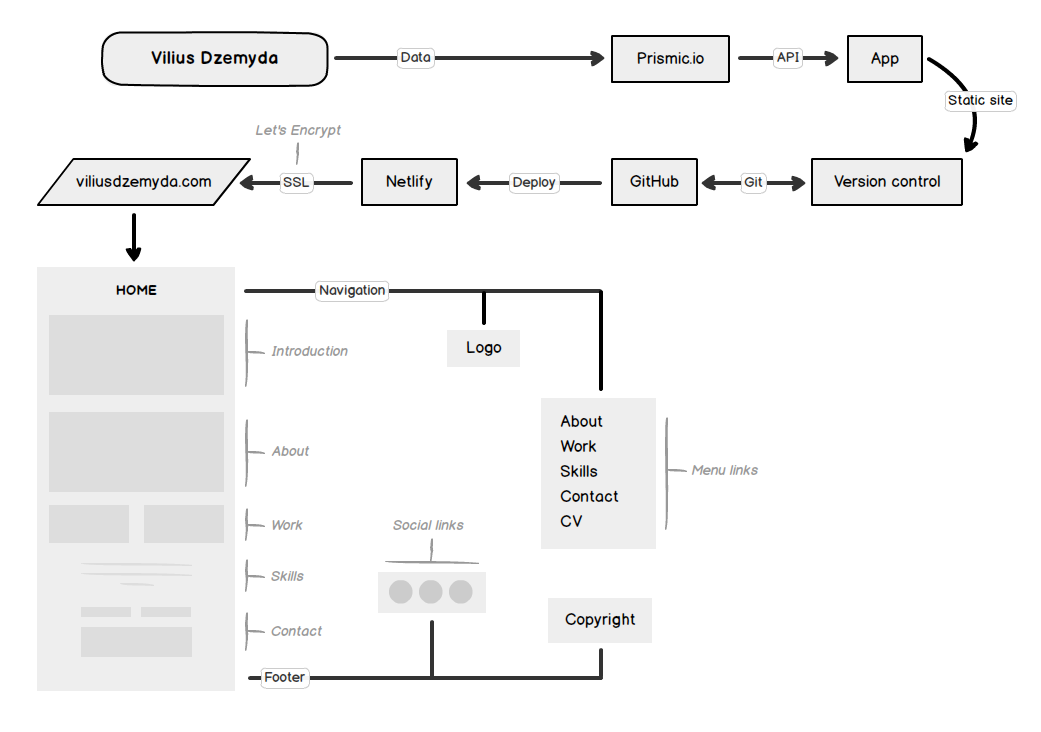 Vilius Dzemyda
Data
Prismic.io
API
App
Static site
Let's Encrypt
viliusdzemyda.com
SSL
Netlify
Deploy
GitHub
Git
Version control
HOME
Navigation
Logo
Introduction
About
Work
Skills
Contact
CV
Menu links
About
Work
Social links
Skills
Copyright
Contact
Footer